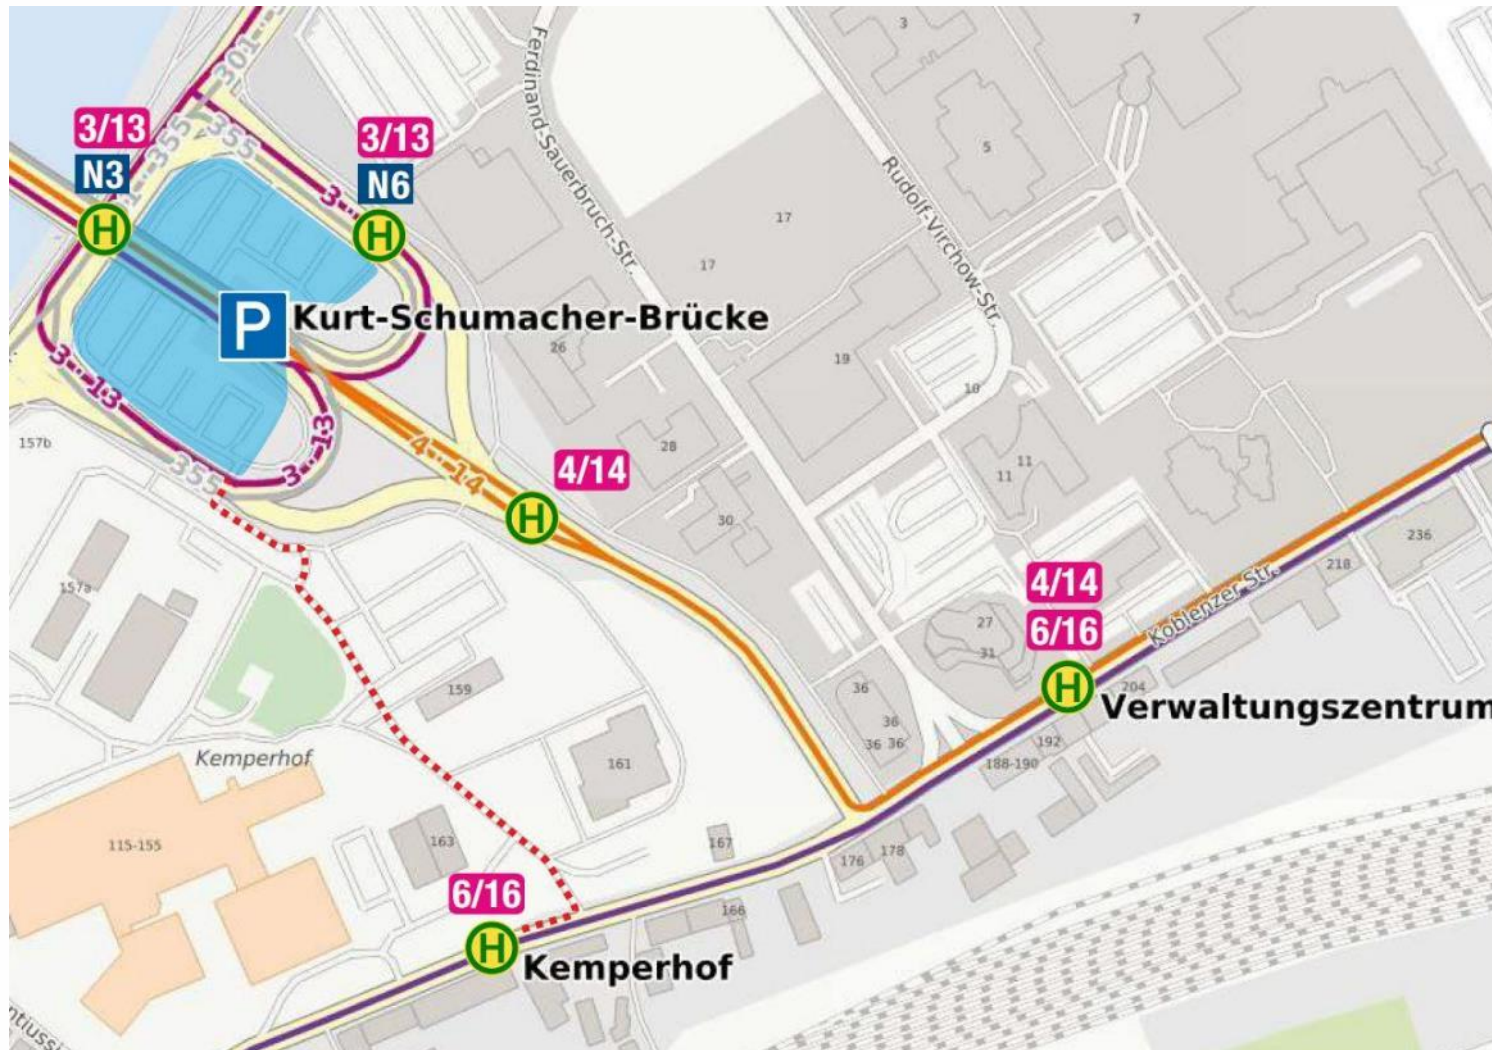 301
3
7
3/13
N3
355
355
3/13
N6
H
H
3
Ferdinand-Sauerbruch-Str.
Rudolf-Virchow-Str.
5
17
17
P Kurt-Schumacher-Brücke
26
19
10
3··13
3··13
355
4··14
4/14
H
28
30
11
11
157b
157a
236
218
Koblenzer Str.
4/14
6/16
H
Verwaltungszentrum
27
31
204
192
188-190
36
36
36 36
159
161
Kemperhof
115-155
163
167
176
178
166
6/16
H
Kemperhof